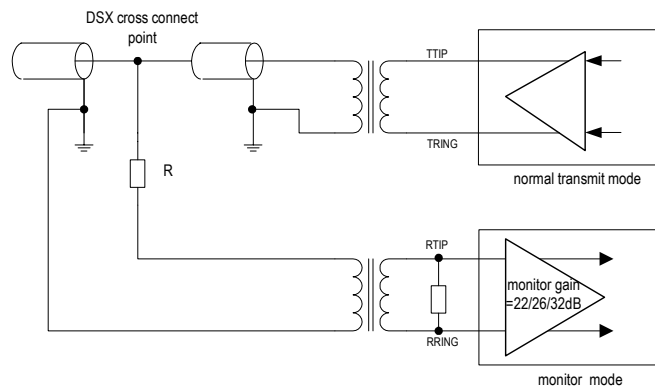 DSX cross connect
point
TTIP
TRING
normal transmit mode
R
RTIP
monitor gain
=22/26/32dB
RRING
monitor mode